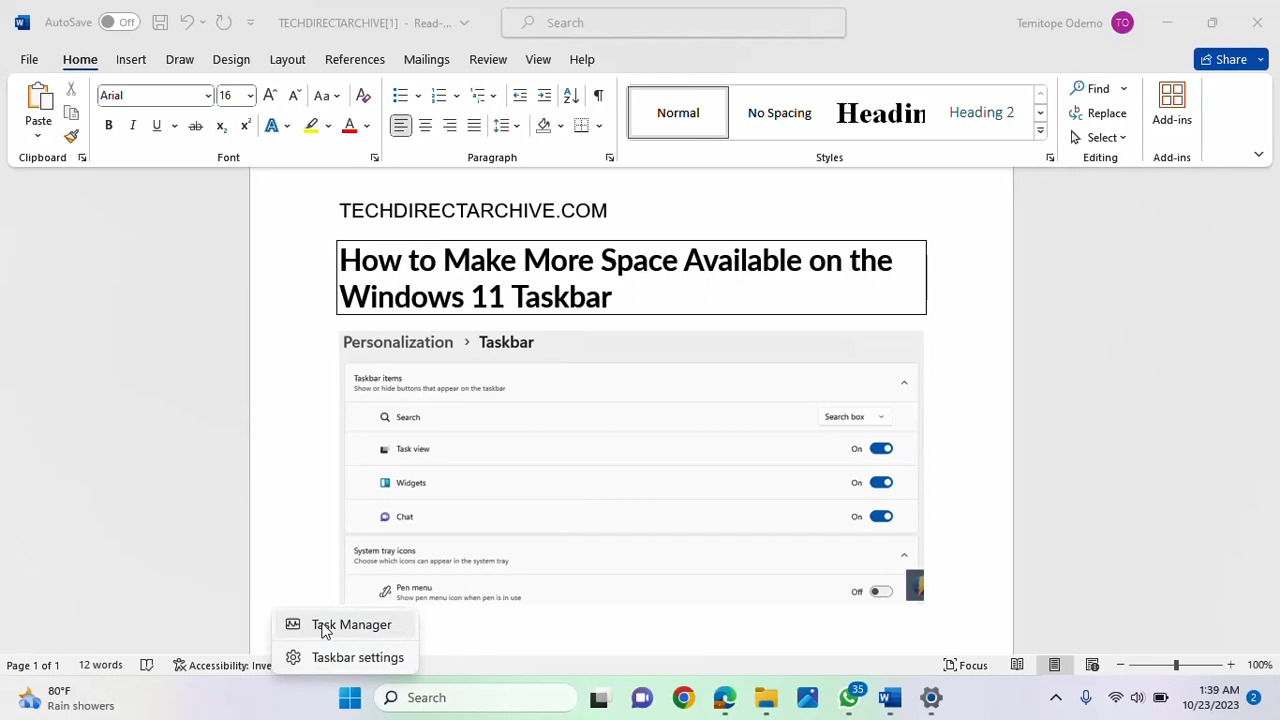 AutoSave Off TECHDIRECTARCHIVE[1] - Read-... Search Temitope Odemo TO
File Home Insert Draw Design Layout References Mailings Review View Help Share
Paste Arial 16 Normal No Spacing Headin Heading 2 Find Replace Select Add-ins
Clipboard Font Paragraph Styles Editing Add-ins
TECHDIRECTARCHIVE.COM
How to Make More Space Available on the
Windows 11 Taskbar
Personalization › Taskbar
Taskbar items
Show or hide buttons that appear on the taskbar
Search Search box
Task view On
Widgets On
Chat On
System tray icons
Choose which icons can appear in the system tray
Pen menu Off
Show pen menu icon when pen is in use
Task Manager
Taskbar settings
Page 1 of 1 12 words Accessibility: Inve Focus 100%
80°F
Rain showers
Search 35
1:39 AM
10/23/2023 2